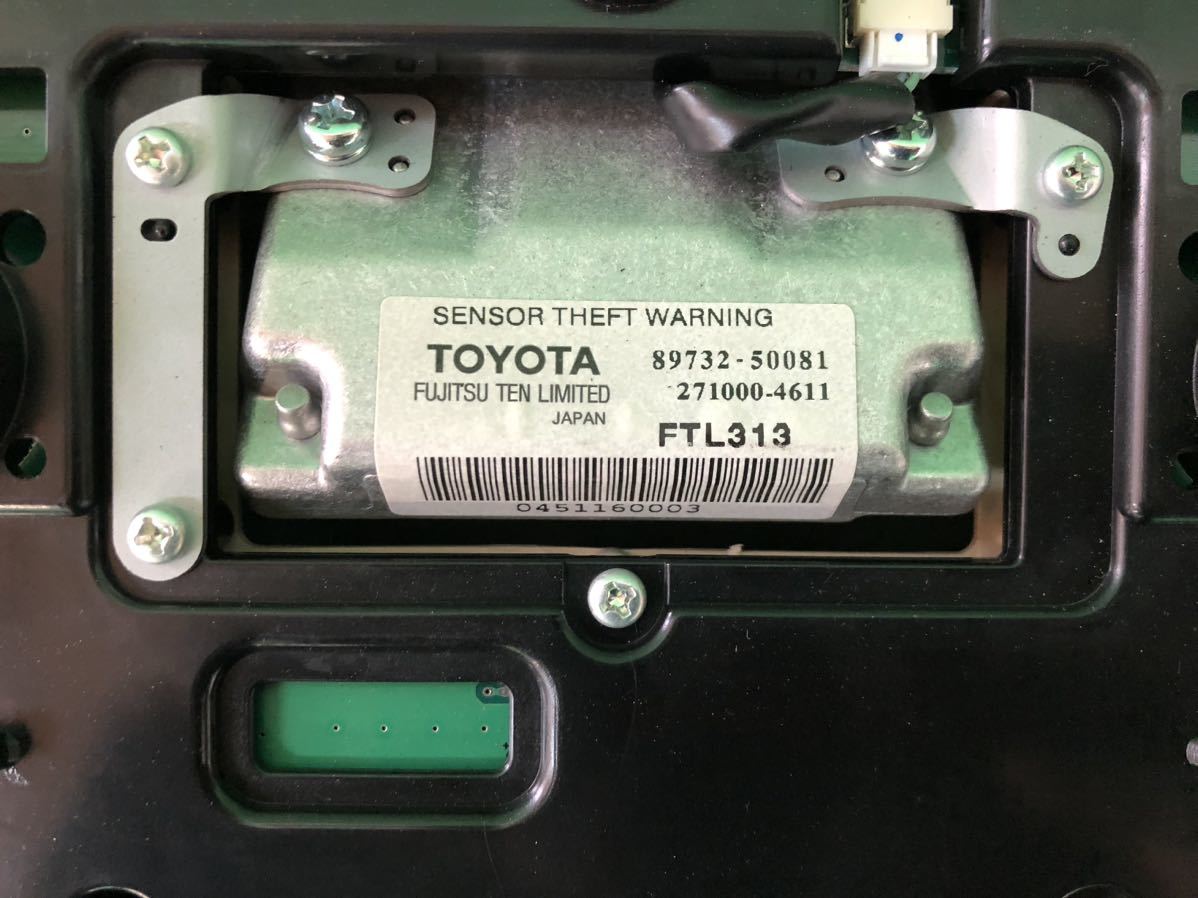 SENSOR THEFT WARNING
TOYOTA 89732-50081
FUJITSU TEN LIMITED 271000-4611
JAPAN FTL313
0451160003